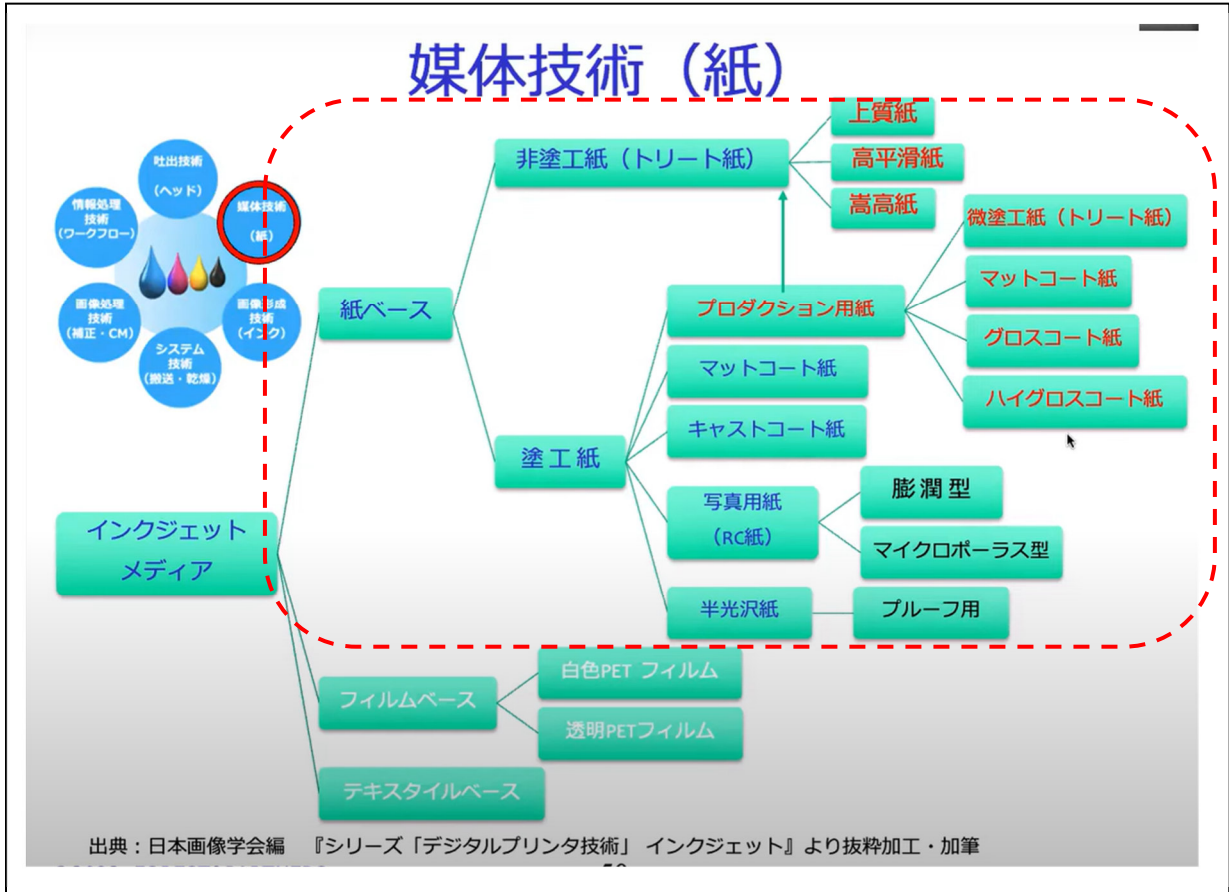 媒体技術（紙）
吐出技術
（ヘッド）
情報処理
技術
（ワークフロー）
媒体技術
（紙）
画像処理
技術
（補正・CM）
画像形成
技術
（インク）
システム
技術
（搬送・乾燥）
インクジェット
メディア
紙ベース
非塗工紙（トリート紙）
上質紙
高平滑紙
嵩高紙
塗工紙
プロダクション用紙
微塗工紙（トリート紙）
マットコート紙
グロスコート紙
ハイグロスコート紙
マットコート紙
キャストコート紙
写真用紙
（RC紙）
膨潤型
マイクロポーラス型
半光沢紙
プルーフ用
フィルムベース
白色PET フィルム
透明PETフィルム
テキスタイルベース
出典：日本画像学会編　『シリーズ「デジタルプリンタ技術」 インクジェット』より抜粋加工・加筆